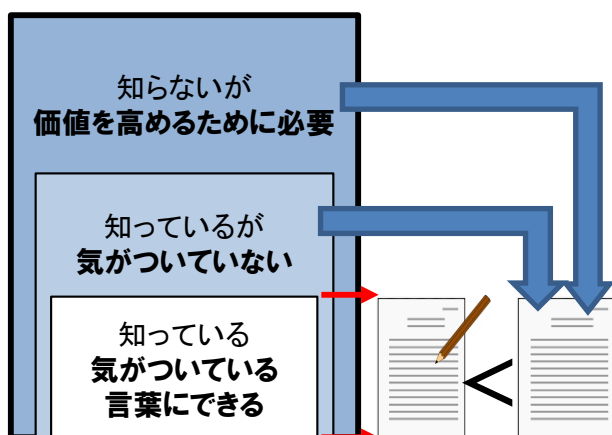 知らないが
価値を高めるために必要
知っているが
気がついていない
知っている
気がついている
言葉にできる
<